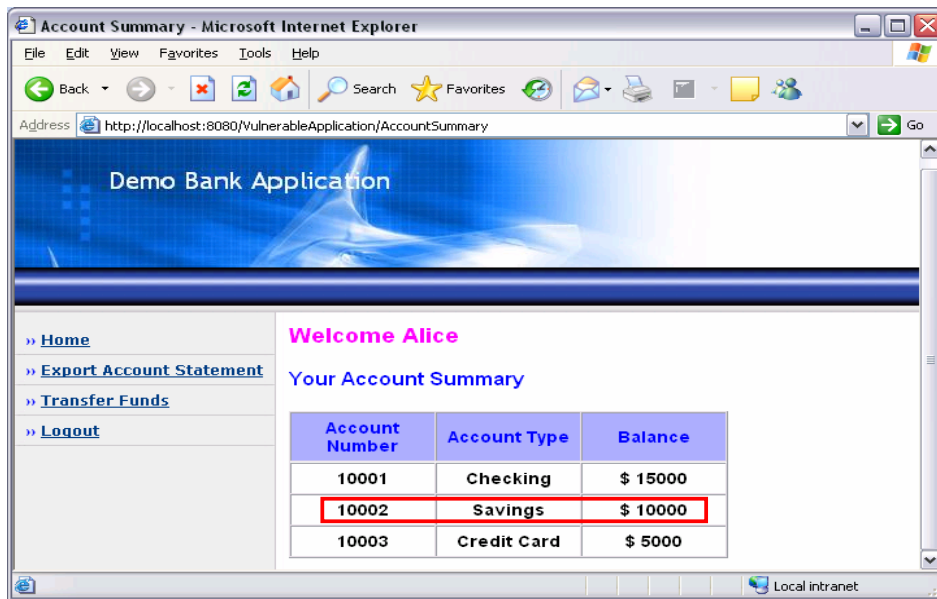 Account Summary - Microsoft Internet Explorer
File Edit View Favorites Tools Help
Back Search Favorites
Address http://localhost:8080/VulnerableApplication/AccountSummary Go
Demo Bank Application
» Home
» Export Account Statement
» Transfer Funds
» Logout
Welcome Alice
Your Account Summary
Account Number Account Type Balance
10001 Checking $ 15000
10002 Savings $ 10000
10003 Credit Card $ 5000
Local intranet